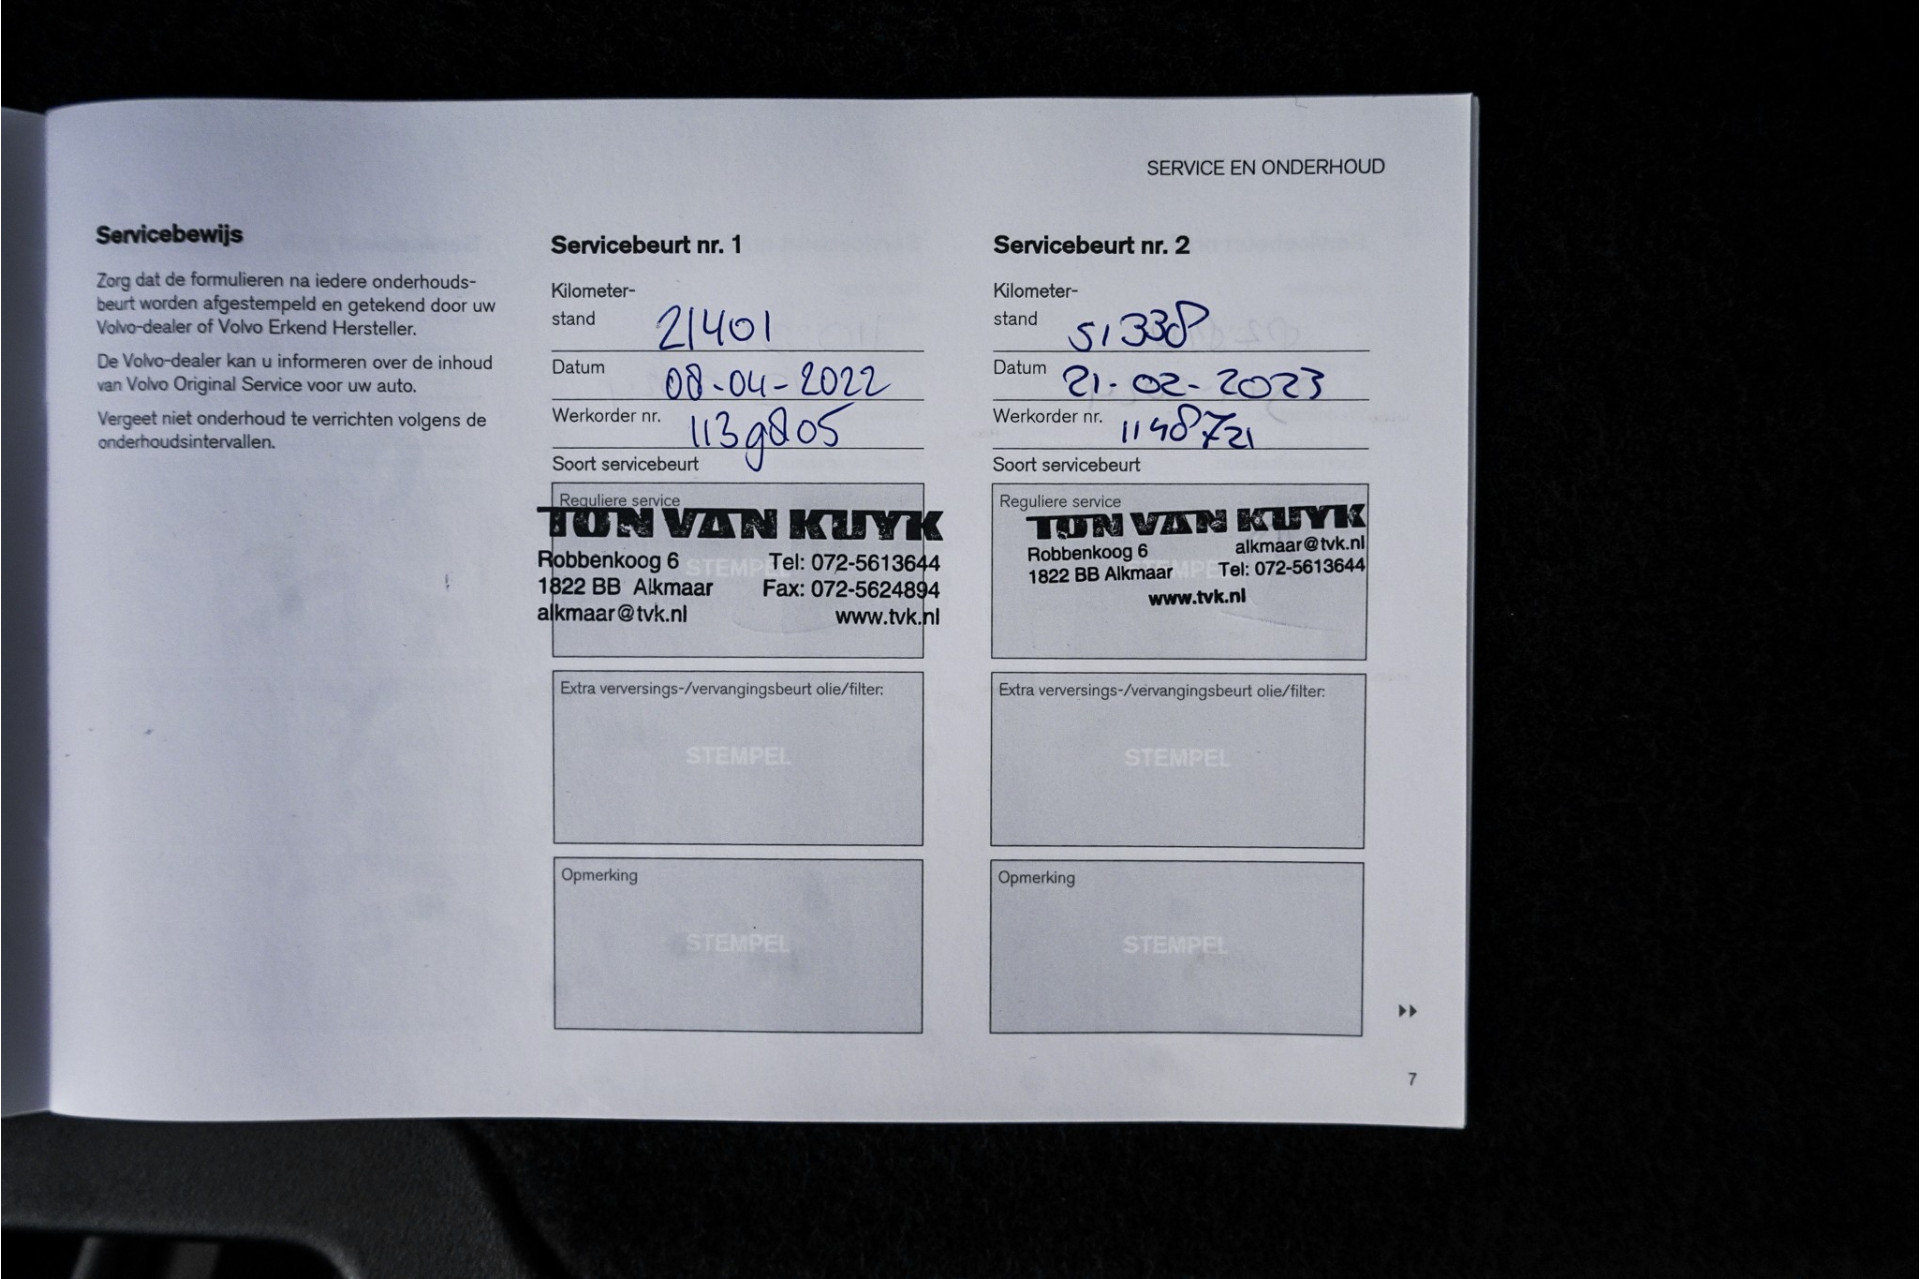 SERVICE EN ONDERHOUD
Servicebewijs
Zorg dat de formulieren na iedere onderhouds-
beurt worden afgestempeld en getekend door uw
Volvo-dealer of Volvo Erkend Hersteller.
De Volvo-dealer kan u informeren over de inhoud
van Volvo Original Service voor uw auto.
Vergeet niet onderhoud te verrichten volgens de
onderhoudsintervallen.
Servicebeurt nr. 1
Kilometer-
stand 21401
Datum 08-04-2022
Werkorder nr. 1139805
Soort servicebeurt
Reguliere service
TON VAN KUYK
STEMPEL
Robbenkoog 6 Tel: 072-5613644
1822 BB Alkmaar Fax: 072-5624894
alkmaar@tvk.nl www.tvk.nl
Extra verversings-/vervangingsbeurt olie/filter:
STEMPEL
Opmerking
STEMPEL
Servicebeurt nr. 2
Kilometer-
stand 51338
Datum 21-02-2023
Werkorder nr. 1148721
Soort servicebeurt
Reguliere service
TON VAN KUYK
Robbenkoog 6 alkmaar@tvk.nl
1822 BB Alkmaar Tel: 072-5613644
www.tvk.nl
Extra verversings-/vervangingsbeurt olie/filter:
STEMPEL
Opmerking
STEMPEL
7